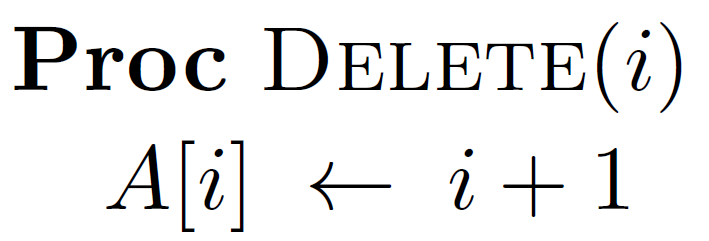 Proc DELETE(i)
A[i] ← i + 1